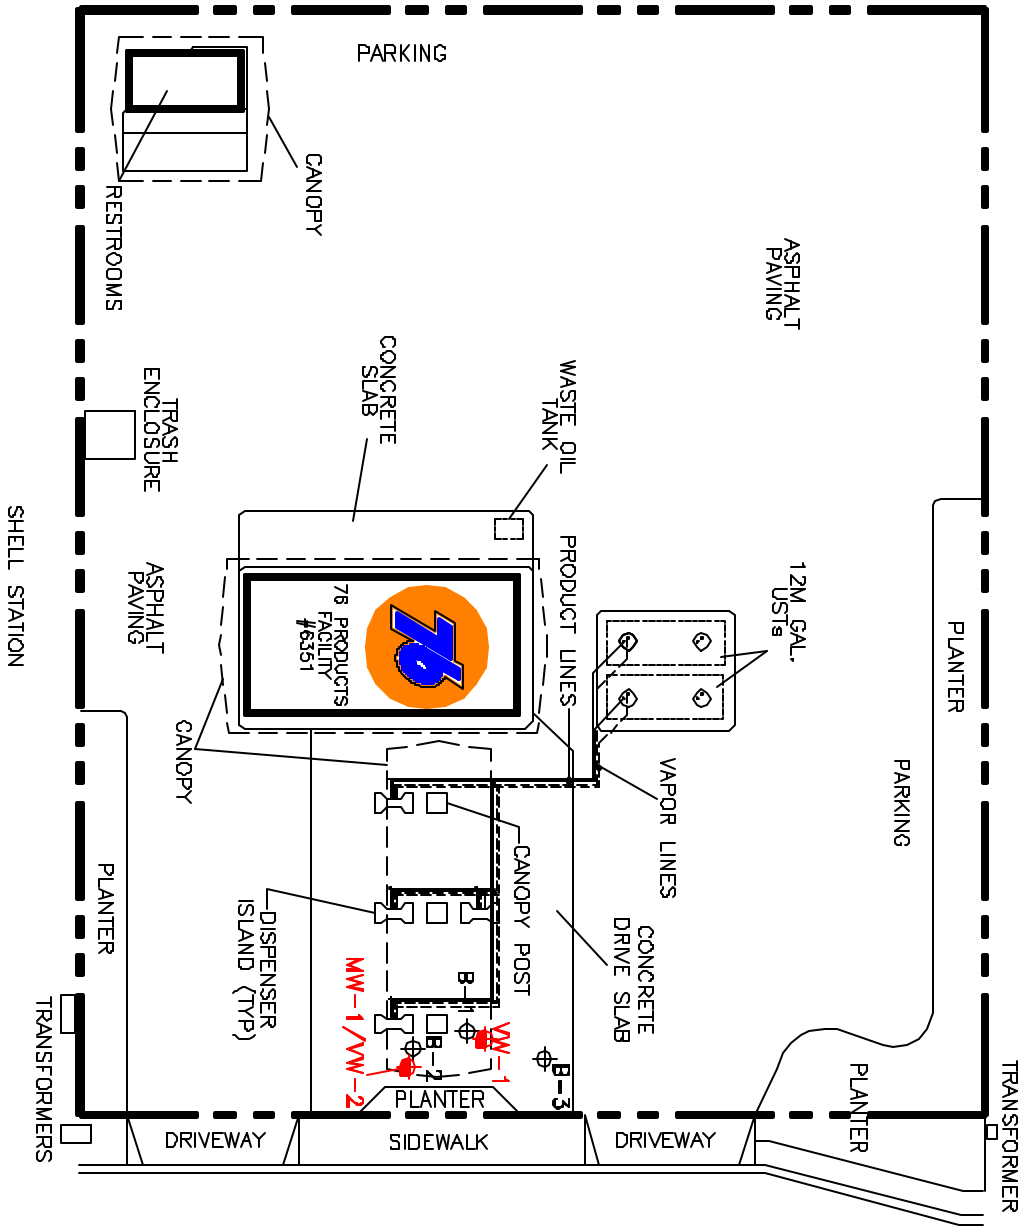 PARKING
CANOPY
RESTROOMS
ASPHALT
PAVING
CONCRETE
SLAB
WASTE OIL
TANK
TRASH
ENCLOSURE
SHELL STATION
ASPHALT
PAVING
PRODUCT LINES
12M GAL.
USTs
76 PRODUCTS
FACILITY
#6351
76
PLANTER
CANOPY
VAPOR LINES
PARKING
PLANTER
CANOPY POST
DISPENSER
ISLAND (TYP)
CONCRETE
DRIVE SLAB
B-1
MW-1/VW-2
VW-1
B-2
B-3
TRANSFORMERS
PLANTER
PLANTER
TRANSFORMER
DRIVEWAY
SIDEWALK
DRIVEWAY